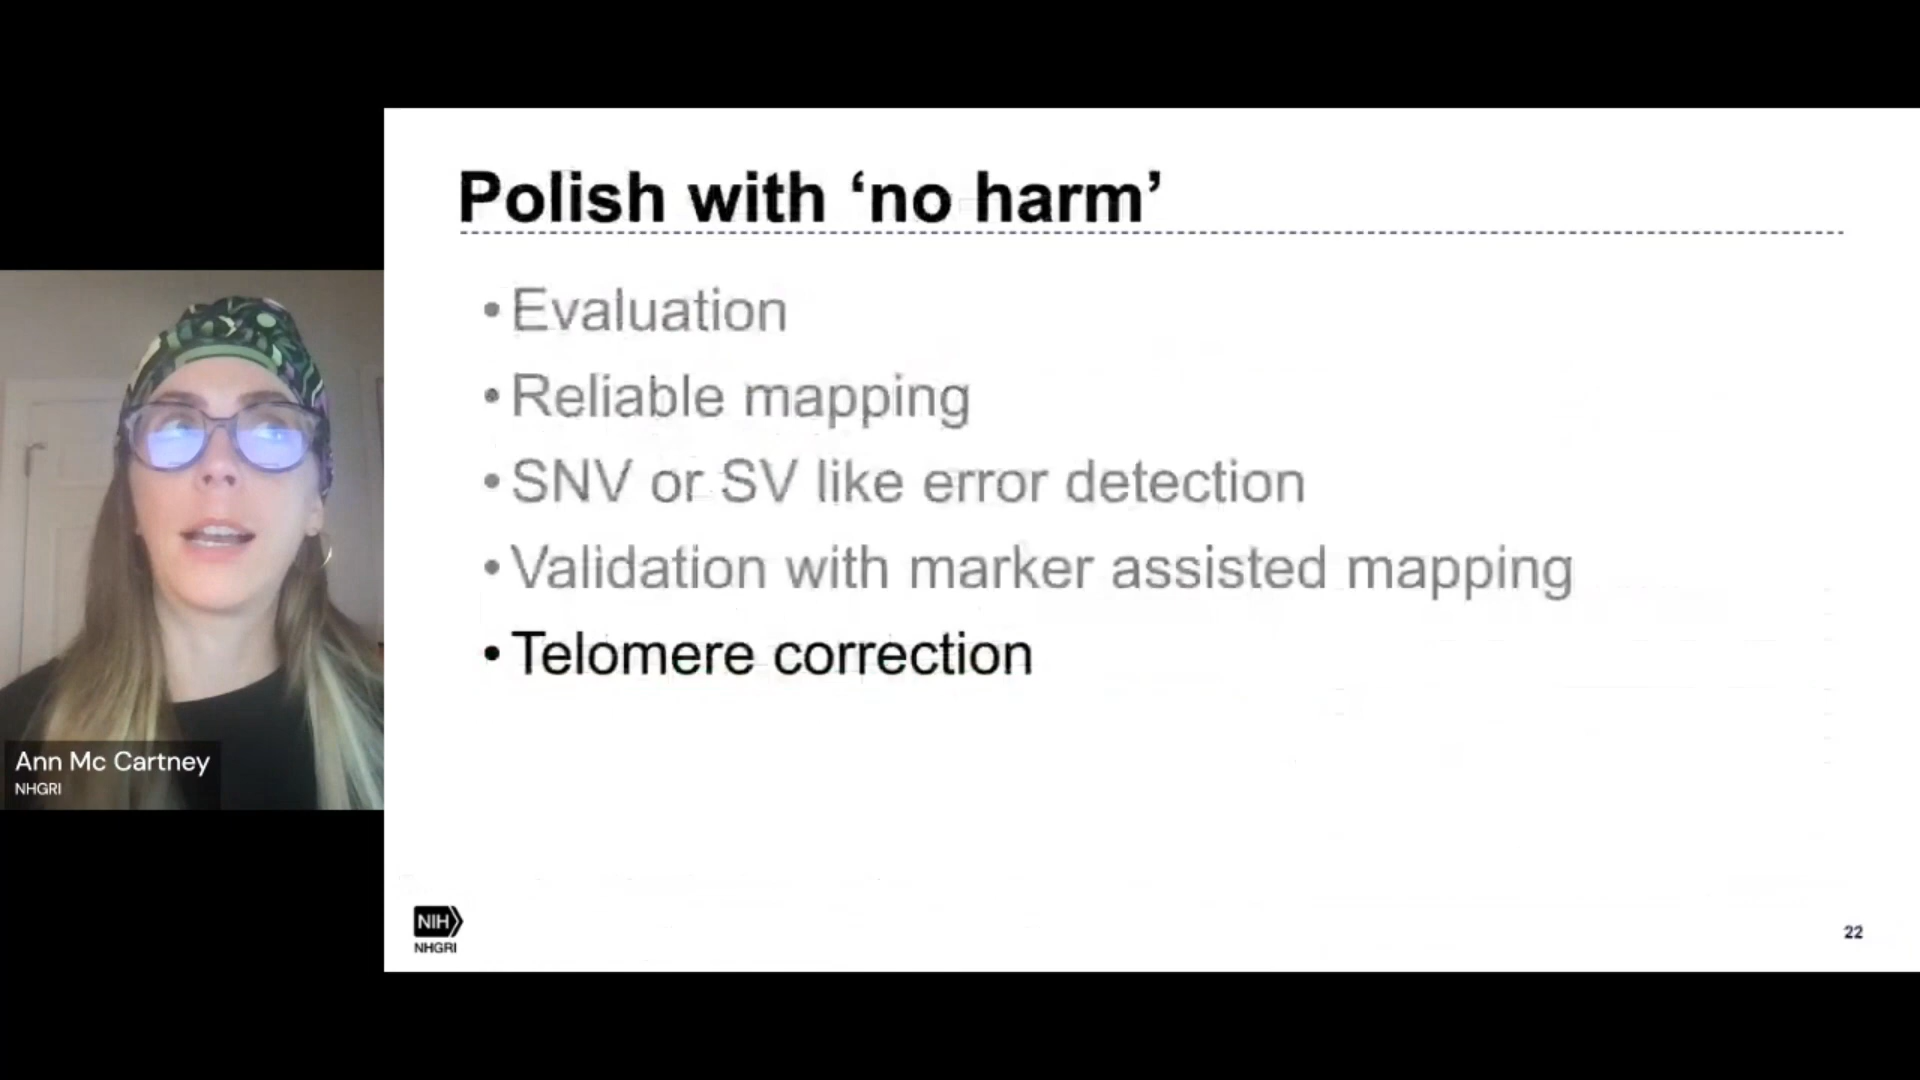 Polish with ‘no harm’
• Evaluation
• Reliable mapping
• SNV or SV like error detection
• Validation with marker assisted mapping
• Telomere correction
Ann Mc Cartney
NHGRI
NIH
NHGRI
22